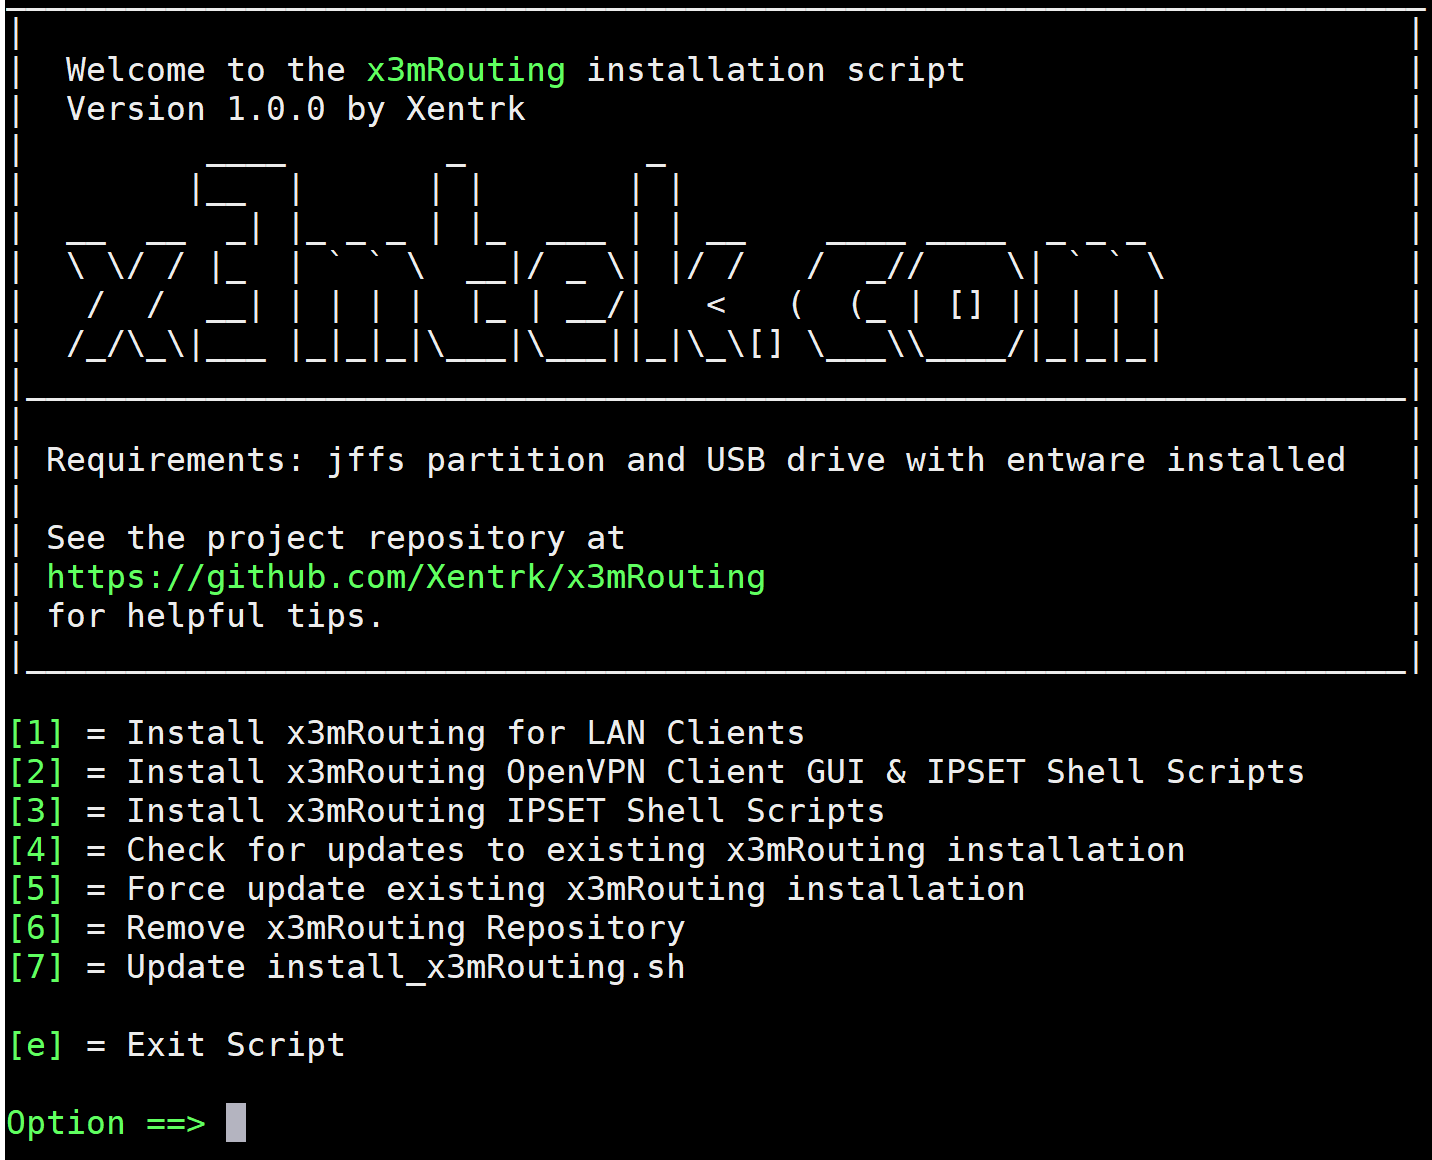 Welcome to the x3mRouting installation script
Version 1.0.0 by Xentrk
x3mtek.com
Requirements: jffs partition and USB drive with entware installed
See the project repository at
https://github.com/Xentrk/x3mRouting
for helpful tips.
[1] = Install x3mRouting for LAN Clients
[2] = Install x3mRouting OpenVPN Client GUI & IPSET Shell Scripts
[3] = Install x3mRouting IPSET Shell Scripts
[4] = Check for updates to existing x3mRouting installation
[5] = Force update existing x3mRouting installation
[6] = Remove x3mRouting Repository
[7] = Update install_x3mRouting.sh
[e] = Exit Script
Option ==>